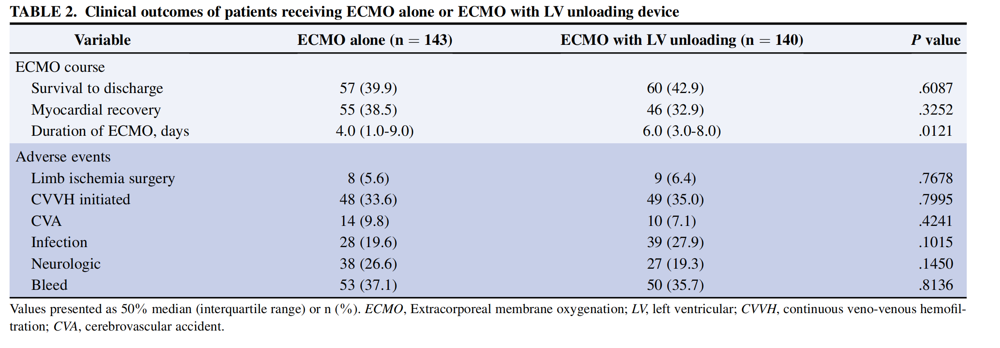 TABLE 2. Clinical outcomes of patients receiving ECMO alone or ECMO with LV unloading device
Variable ECMO alone (n = 143) ECMO with LV unloading (n = 140) P value
ECMO course
Survival to discharge 57 (39.9) 60 (42.9) .6087
Myocardial recovery 55 (38.5) 46 (32.9) .3252
Duration of ECMO, days 4.0 (1.0-9.0) 6.0 (3.0-8.0) .0121
Adverse events
Limb ischemia surgery 8 (5.6) 9 (6.4) .7678
CVVH initiated 48 (33.6) 49 (35.0) .7995
CVA 14 (9.8) 10 (7.1) .4241
Infection 28 (19.6) 39 (27.9) .1015
Neurologic 38 (26.6) 27 (19.3) .1450
Bleed 53 (37.1) 50 (35.7) .8136
Values presented as 50% median (interquartile range) or n (%). ECMO, Extracorporeal membrane oxygenation; LV, left ventricular; CVVH, continuous veno-venous hemofil-
tration; CVA, cerebrovascular accident.